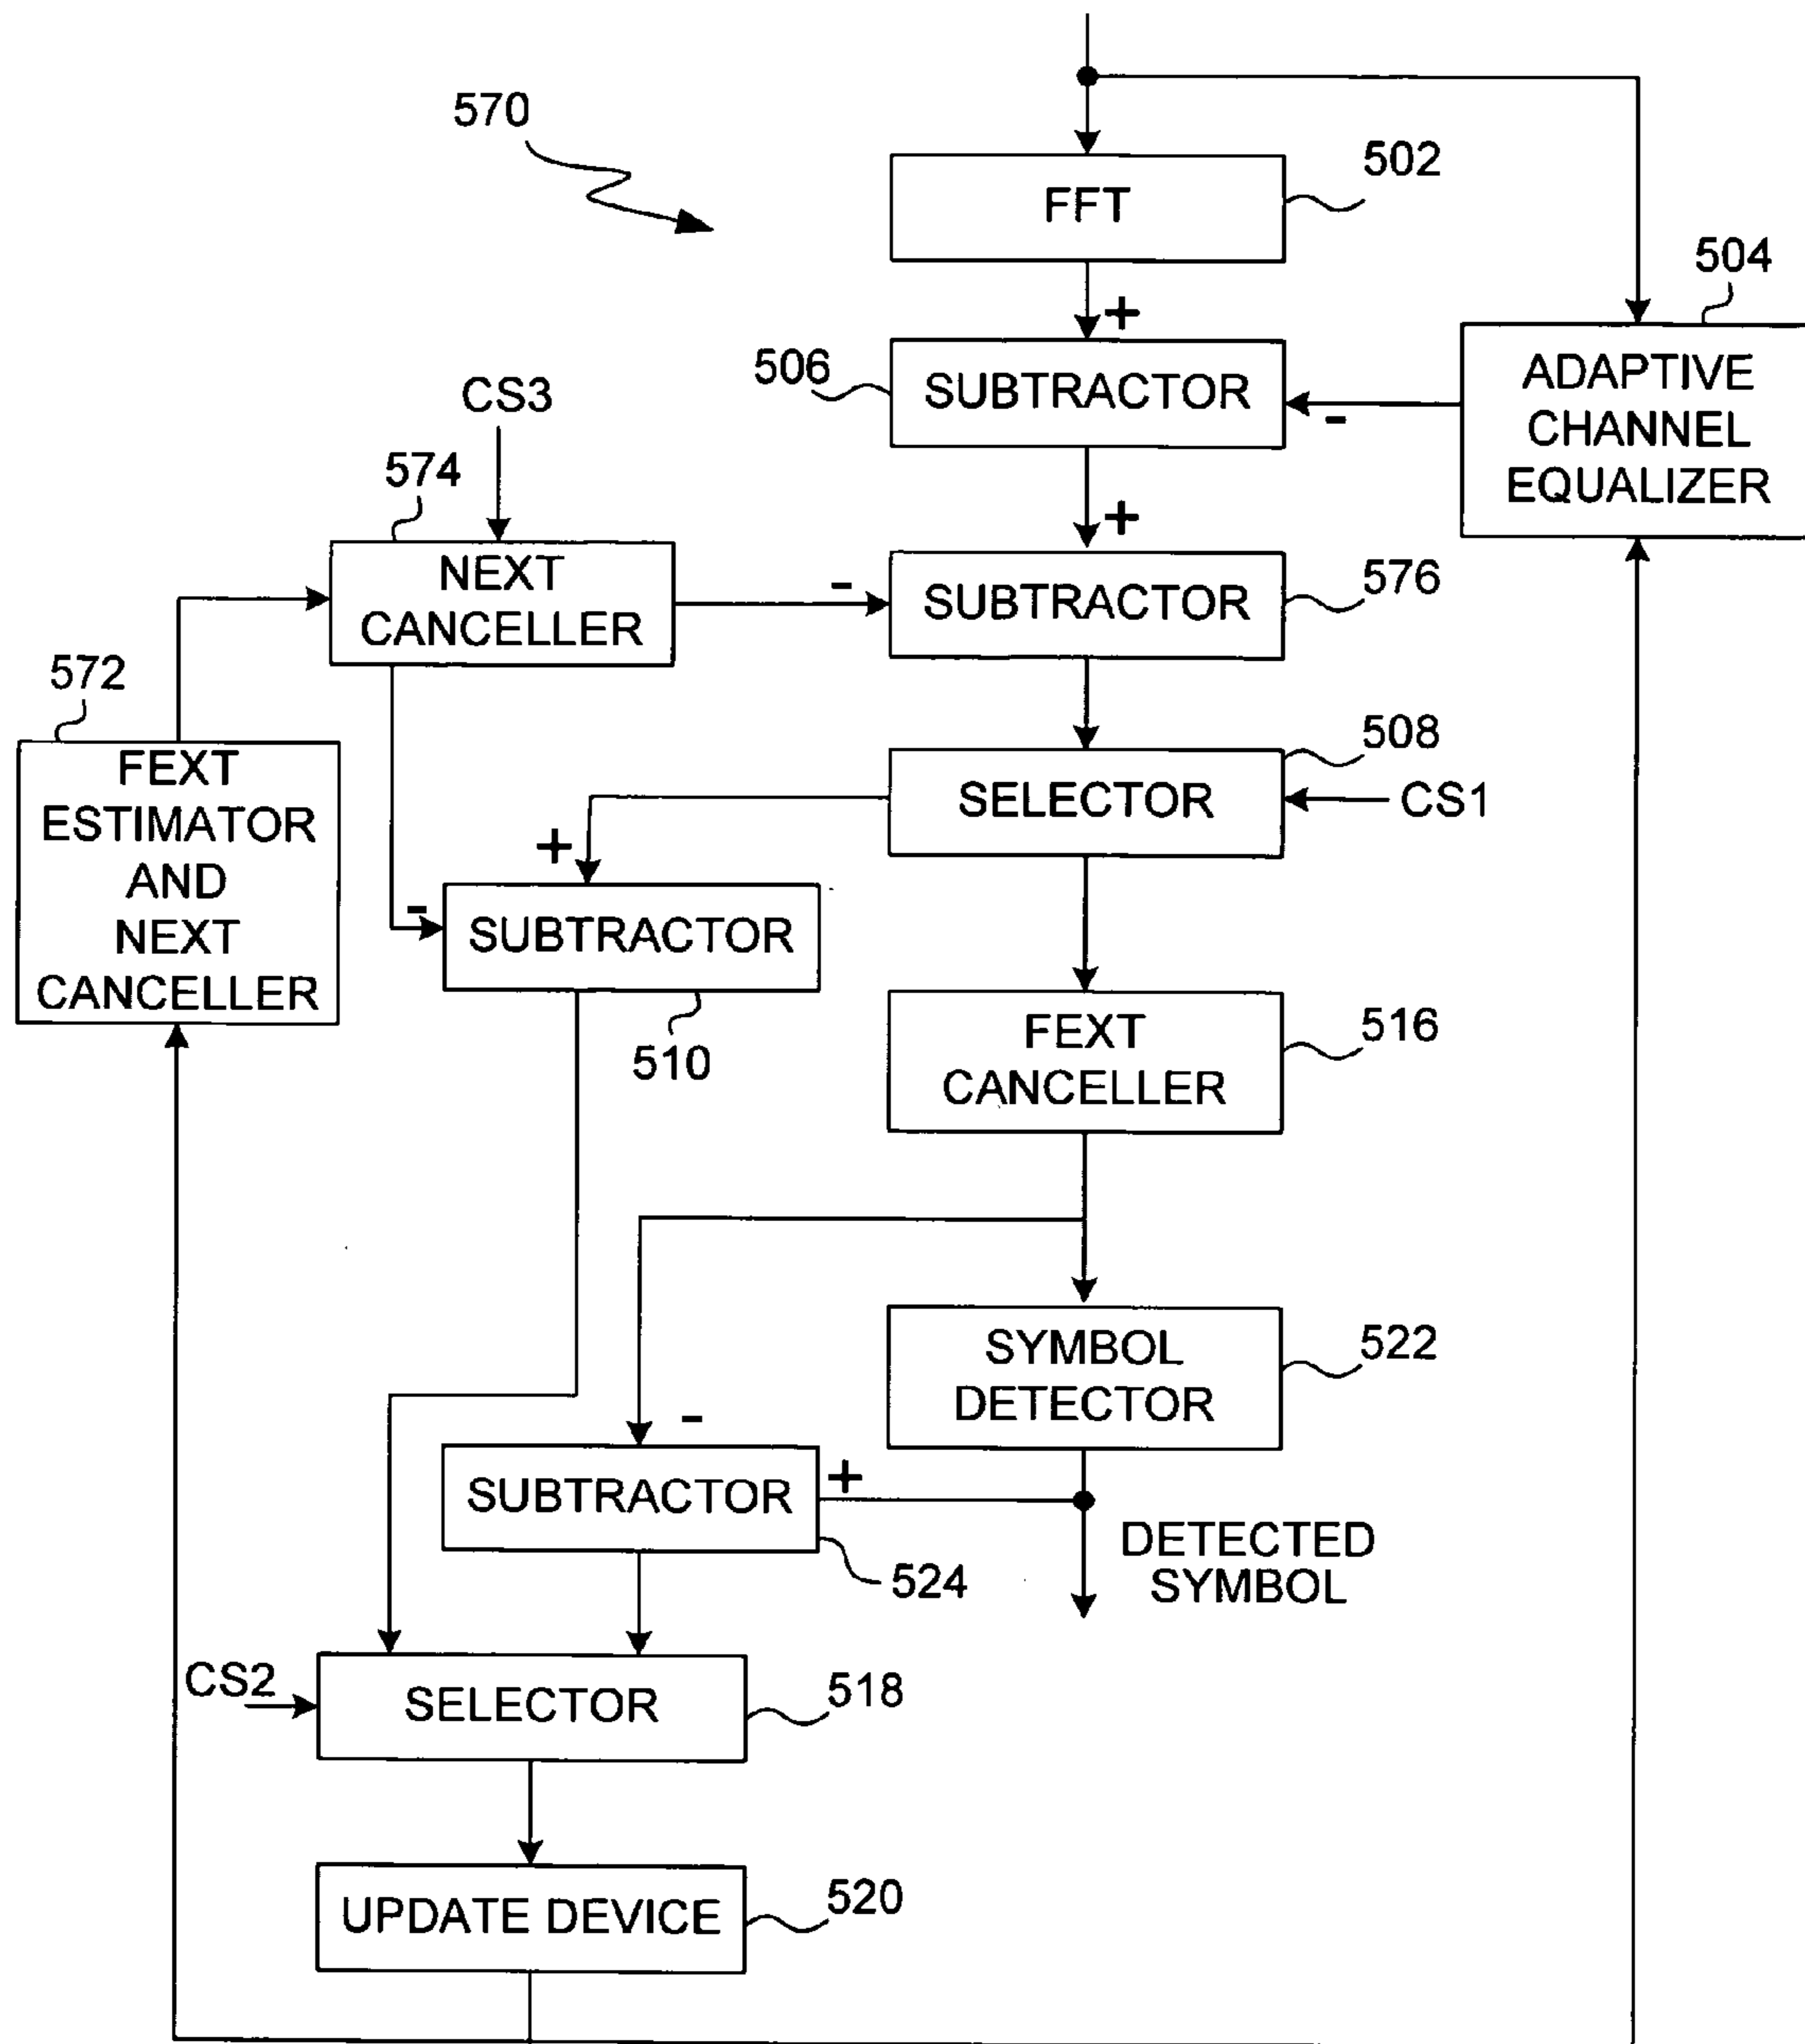 570
FFT
502
504
+
506
SUBTRACTOR
-
ADAPTIVE
CHANNEL
EQUALIZER
CS3
574
+
NEXT
CANCELLER
-
SUBTRACTOR
576
572
FEXT
ESTIMATOR
AND
NEXT
CANCELLER
508
SELECTOR
CS1
+
-
SUBTRACTOR
510
FEXT
CANCELLER
516
SYMBOL
DETECTOR
522
-
SUBTRACTOR
+
524
DETECTED
SYMBOL
CS2
SELECTOR
518
UPDATE DEVICE
520